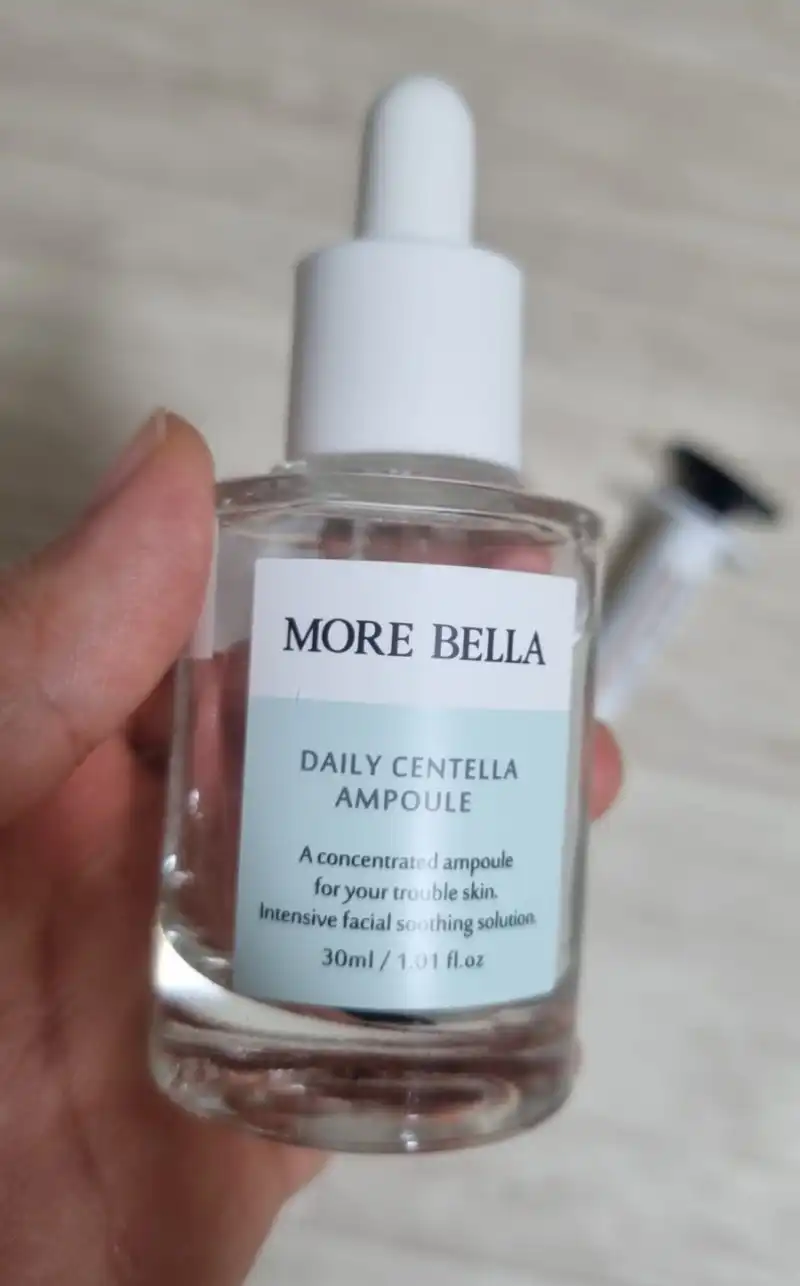 MORE BELLA
DAILY CENTELLA
AMPOULE
A concentrated ampoule
for your trouble skin.
Intensive facial soothing solution.
30ml / 1.01 fl.oz